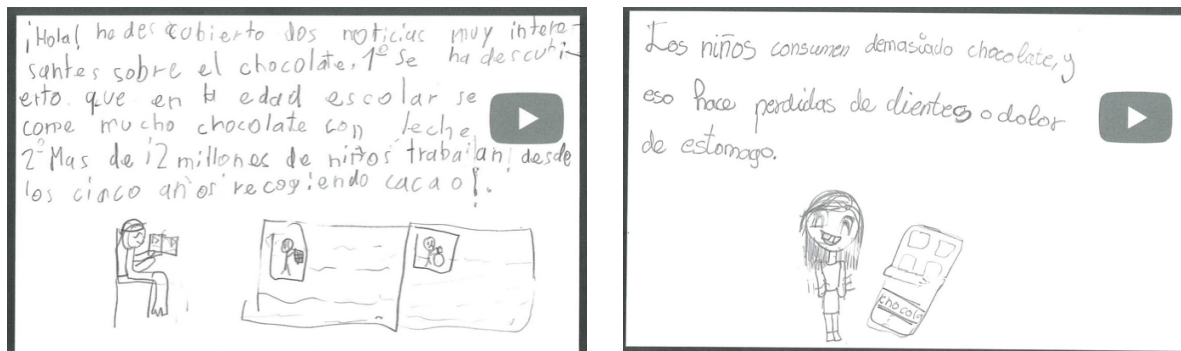 ¡Hola! he descubierto dos noticias muy intere-
santes sobre el chocolate. 1º Se ha descubi-
erto que en la edad escolar se
come mucho chocolate con leche
2º Mas de ¡2 millones de niños trabajan! desde
los cinco años recogiendo cacao!.
Los niños consumen demasiado chocolate, y
eso hace perdidas de dientes o dolor
de estomago.
chocola